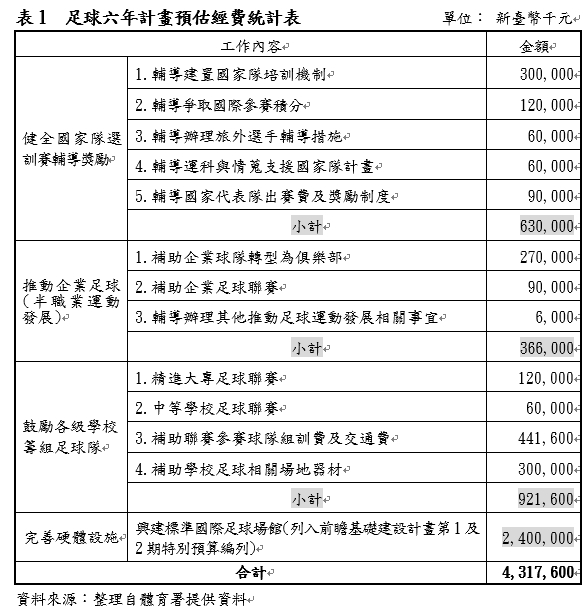 表1 足球六年計畫預估經費統計表 單位： 新臺幣千元
工作內容 金額
健全國家隊選訓賽輔導獎勵
1.輔導建置國家隊培訓機制 300,000
2.輔導爭取國際參賽積分 120,000
3.輔導辦理旅外選手輔導措施 60,000
4.輔導運科與情蒐支援國家隊計畫 60,000
5.輔導國家代表隊出賽費及獎勵制度 90,000
小計 630,000
推動企業足球
(半職業運動
發展)
1.補助企業球隊轉型為俱樂部 270,000
2.補助企業足球聯賽 90,000
3.輔導辦理其他推動足球運動發展相關事宜 6,000
小計 366,000
鼓勵各級學校
籌組足球隊
1.精進大專足球聯賽 120,000
2.中等學校足球聯賽 60,000
3.補助聯賽參賽球隊組訓費及交通費 441,600
4.補助學校足球相關場地器材 300,000
小計 921,600
完善硬體設施
興建標準國際足球場館(列入前瞻基礎建設計畫第1及
2期特別預算編列) 2,400,000
合計 4,317,600
資料來源：整理自體育署提供資料